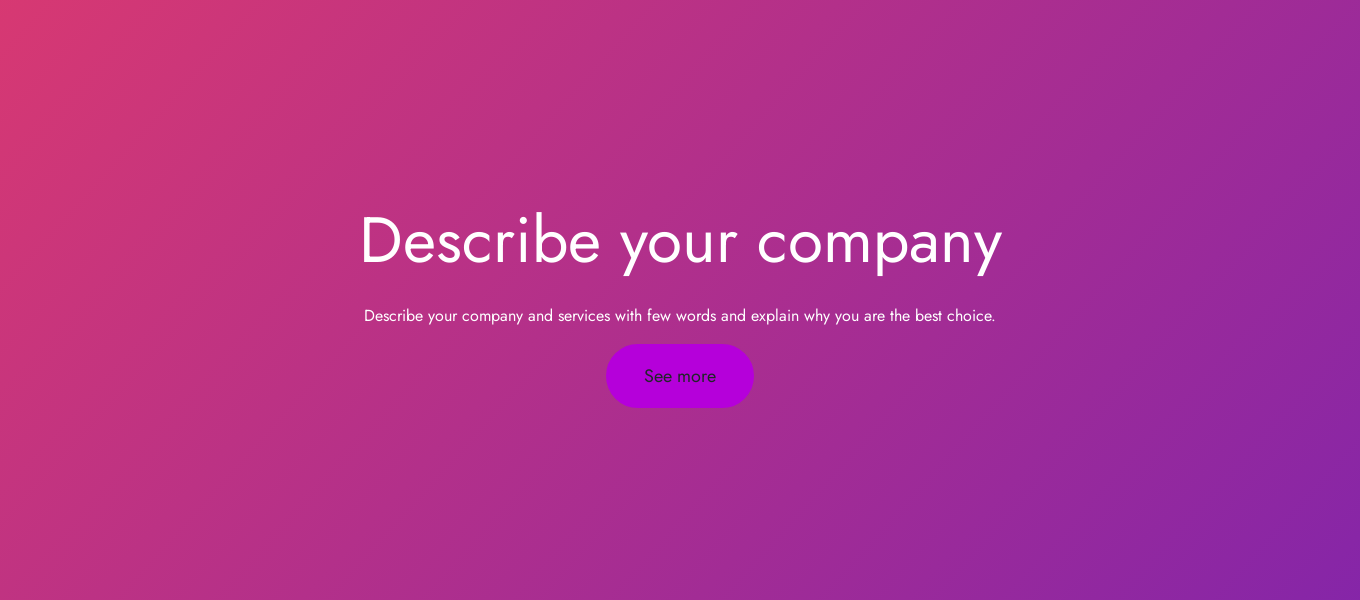 Describe your company
Describe your company and services with few words and explain why you are the best choice.
See more